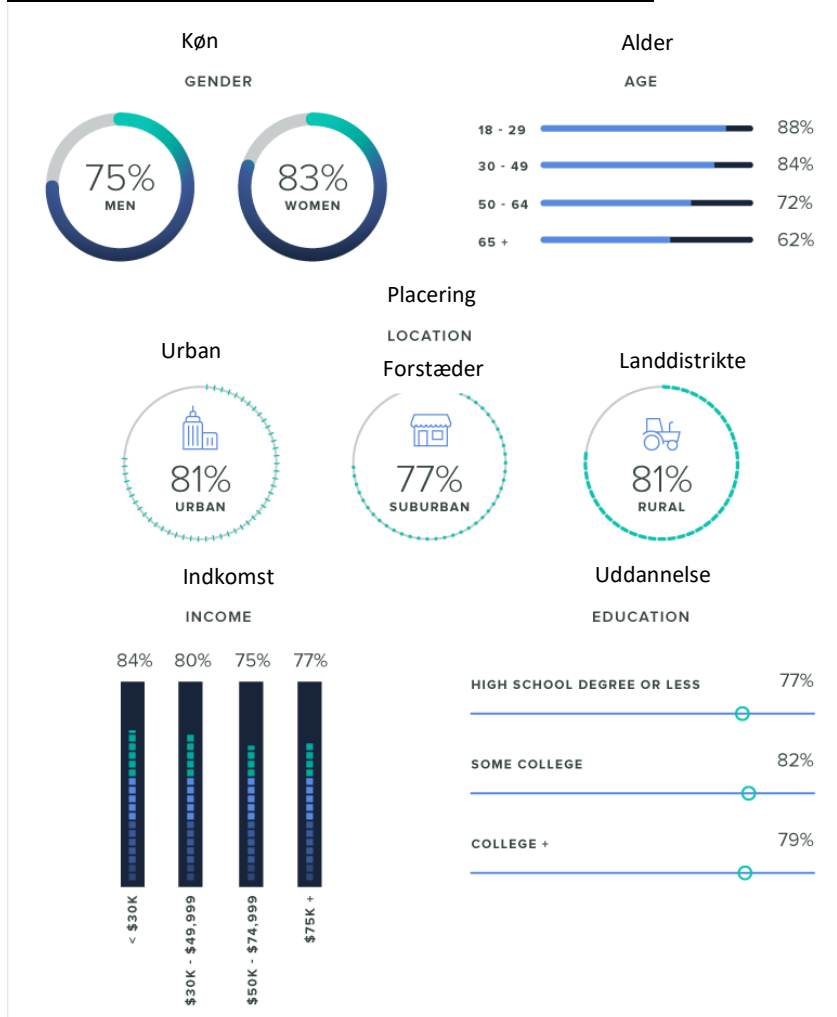 Køn
GENDER
75%
MEN
83%
WOMEN
Alder
AGE
18 - 29 88%
30 - 49 84%
50 - 64 72%
65 + 62%
Placering
LOCATION
Urban
81%
URBAN
Forstæder
77%
SUBURBAN
Landdistrikte
81%
RURAL
Indkomst
INCOME
84% 80% 75% 77%
< $30K
$30K - $49,999
$50K - $74,999
$75K +
Uddannelse
EDUCATION
HIGH SCHOOL DEGREE OR LESS 77%
SOME COLLEGE 82%
COLLEGE + 79%